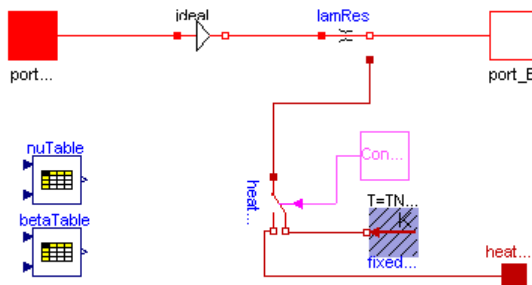 ideal
lamRes
port...
port_B
nuTable
Con...
heat...
T=TN...
K
betaTable
fixed...
heat...